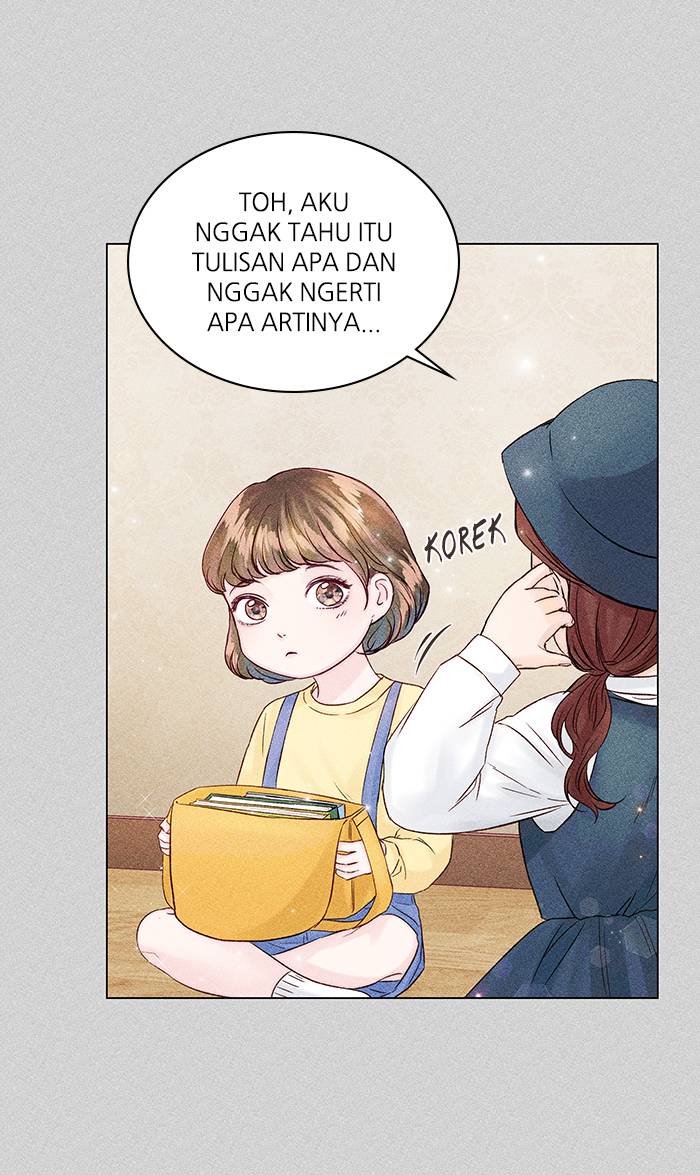 TOH, AKU
NGGAK TAHU ITU
TULISAN APA DAN
NGGAK NGERTI
APA ARTINYA...
KOREK